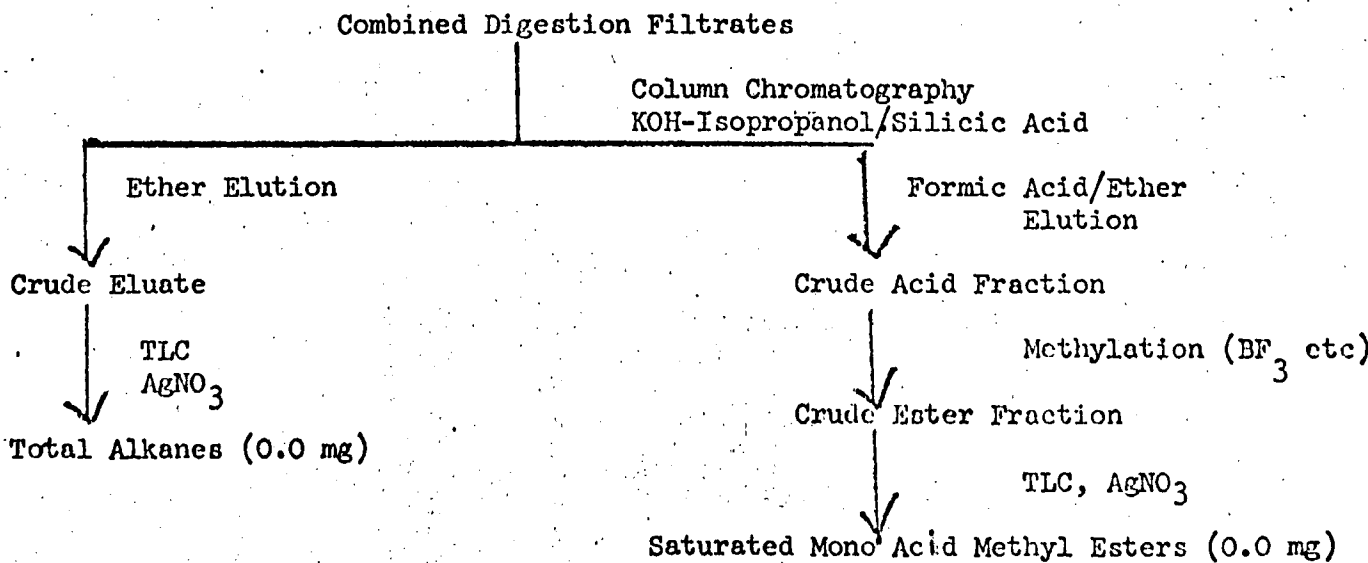 Combined Digestion Filtrates
Column Chromatography
KOH-Isopropanol/Silicic Acid
Ether Elution
Formic Acid/Ether
Elution
Crude Eluate
Crude Acid Fraction
TLC
AgNO3
Methylation (BF3 etc)
Crude Ester Fraction
Total Alkanes (0.0 mg)
TLC, AgNO3
Saturated Mono Acid Methyl Esters (0.0 mg)